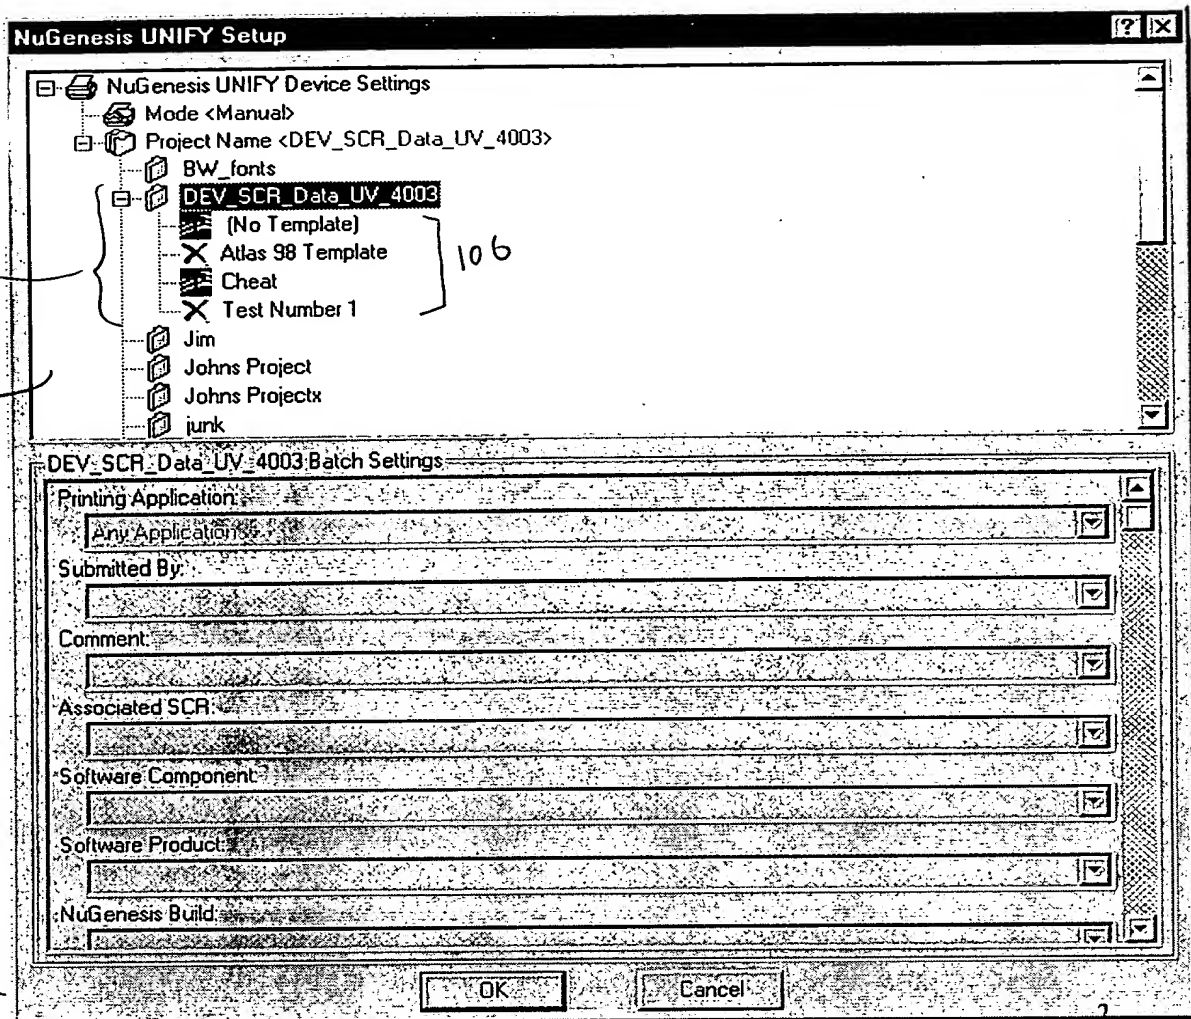 NuGenesis UNIFY Setup
NuGenesis UNIFY Device Settings
Mode <Manual>
Project Name <DEV_SCR_Data_UV_4003>
BW_fonts
DEV_SCR_Data_UV_4003
(No Template)
Atlas 98 Template
106
Cheat
Test Number 1
Jim
Johns Project
Johns Projectx
junk
DEV_SCR_Data_UV_4003 Batch Settings
Printing Application:
Any Application
Submitted By:
Comment:
Associated SCR:
Software Component:
Software Product:
NuGenesis Build:
OK Cancel